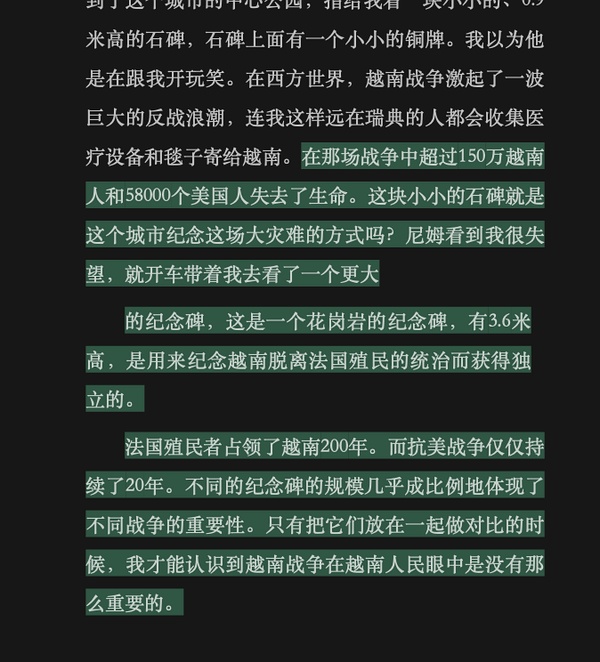 到了这个城市的中心公园，指给我看一块小小的、0.9
米高的石碑，石碑上面有一个小小的铜牌。我以为他
是在跟我开玩笑。在西方世界，越南战争激起了一波
巨大的反战浪潮，连我这样远在瑞典的人都会收集医
疗设备和毯子寄给越南。在那场战争中超过150万越南
人和58000个美国人失去了生命。这块小小的石碑就是
这个城市纪念这场大灾难的方式吗？尼姆看到我很失
望，就开车带着我去看了一个更大
的纪念碑，这是一个花岗岩的纪念碑，有3.6米
高，是用来纪念越南脱离法国殖民的统治而获得独
立的。
法国殖民者占领了越南200年。而抗美战争仅仅持
续了20年。不同的纪念碑的规模几乎成比例地体现了
不同战争的重要性。只有把它们放在一起做对比的时
候，我才能认识到越南战争在越南人民眼中是没有那
么重要的。